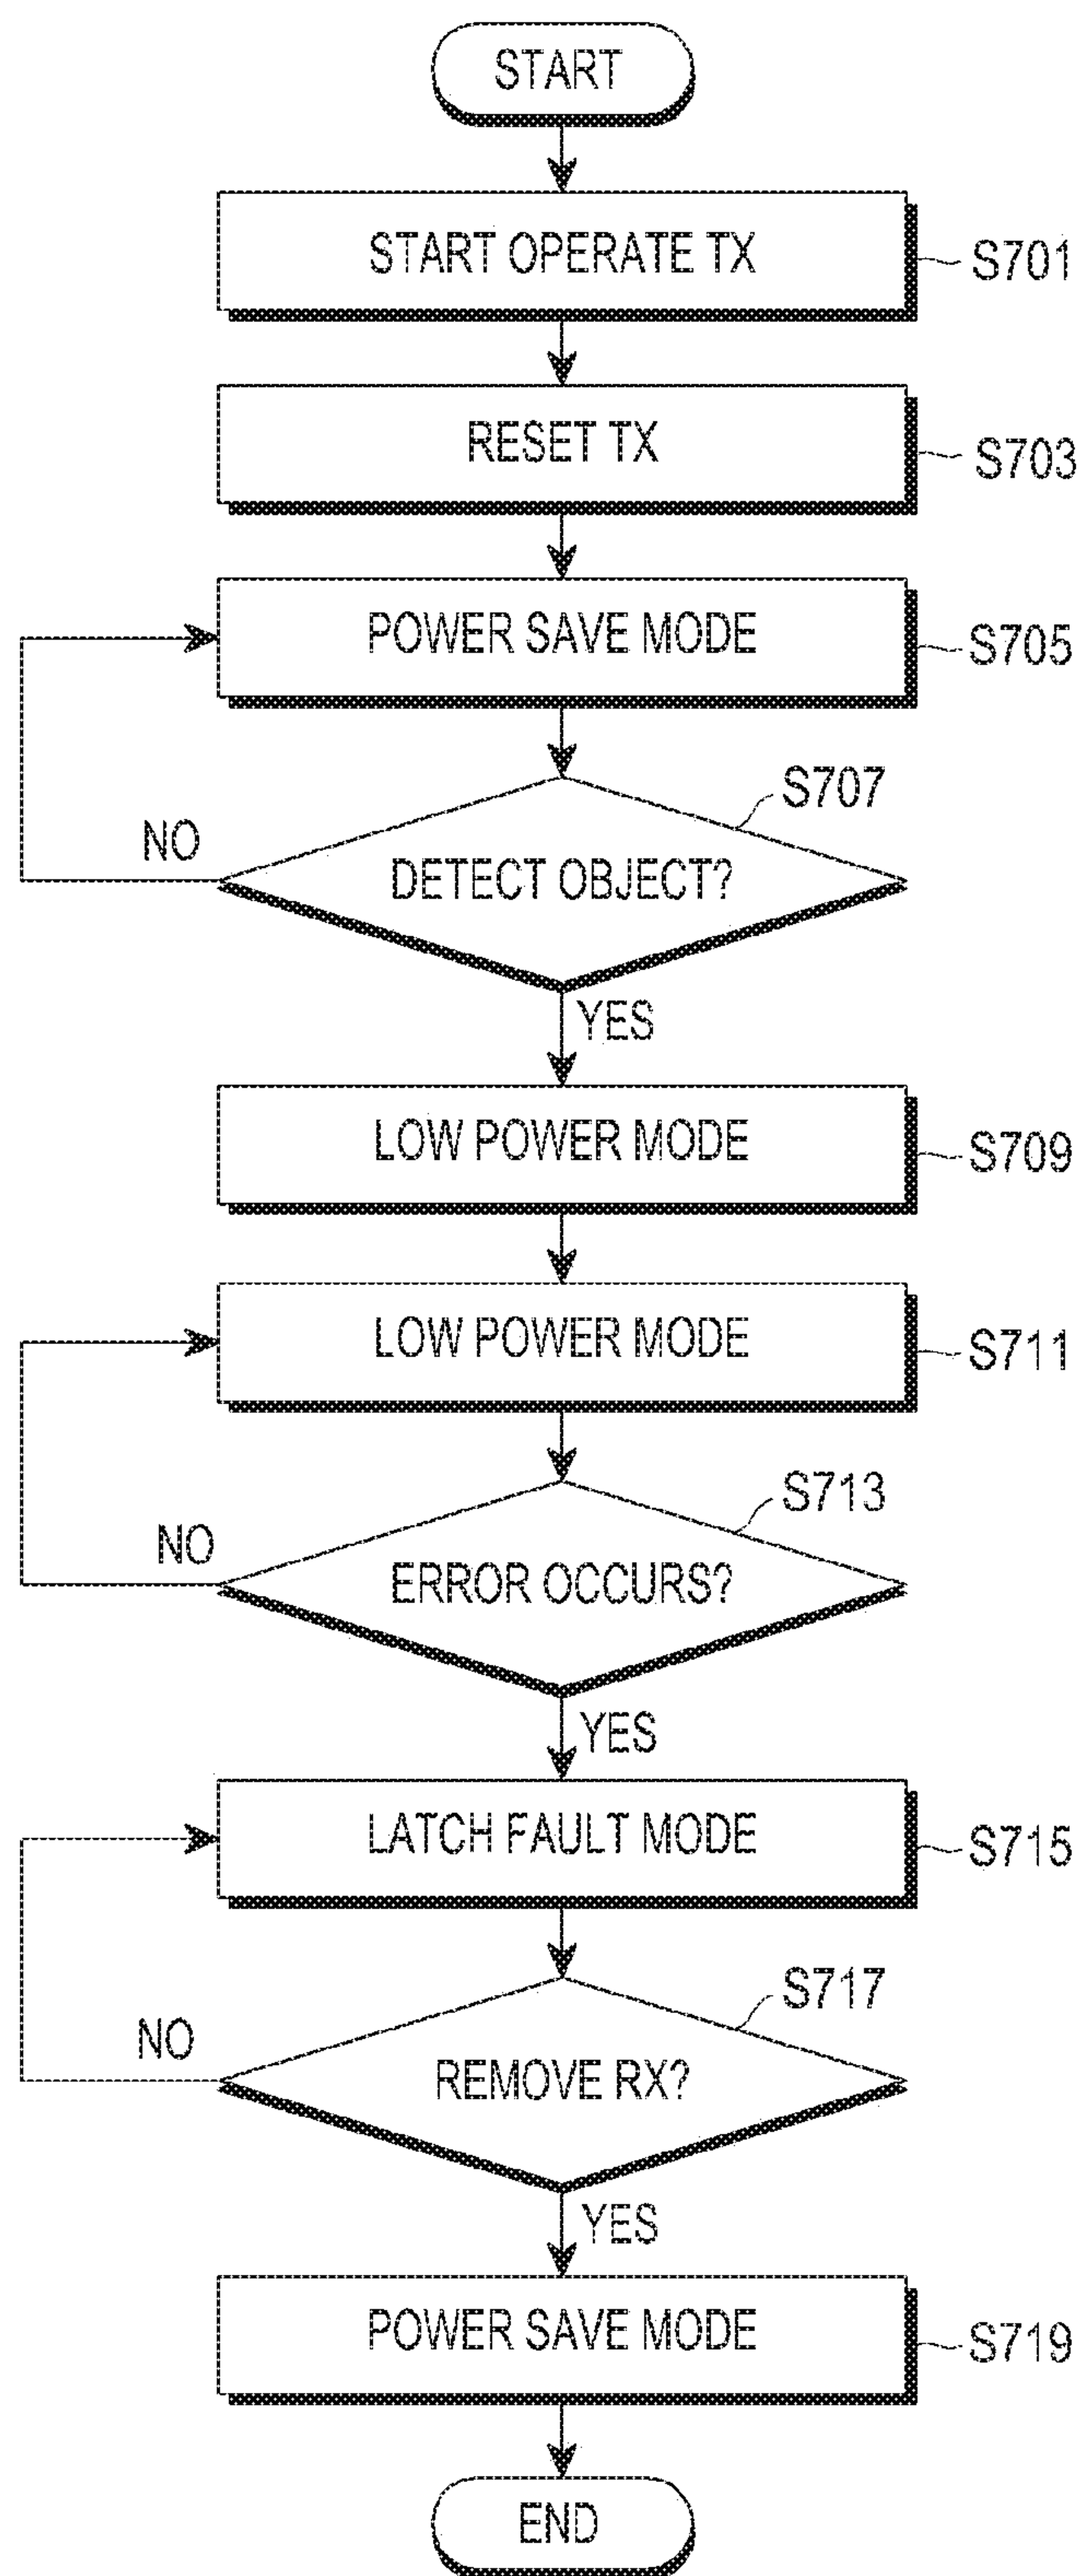 START
START OPERATE TX
S701
RESET TX
S703
POWER SAVE MODE
S705
S707
DETECT OBJECT?
NO
YES
LOW POWER MODE
S709
LOW POWER MODE
S711
S713
ERROR OCCURS?
NO
YES
LATCH FAULT MODE
S715
S717
REMOVE RX?
NO
YES
POWER SAVE MODE
S719
END